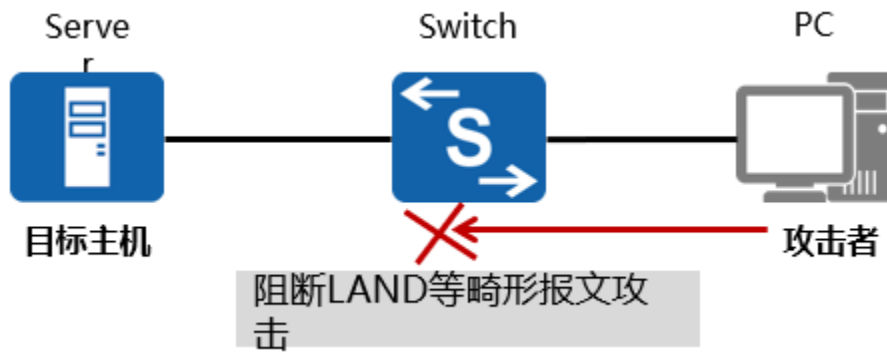 Serve
r
Switch
PC
S
目标主机
攻击者
阻断LAND等畸形报文攻
击